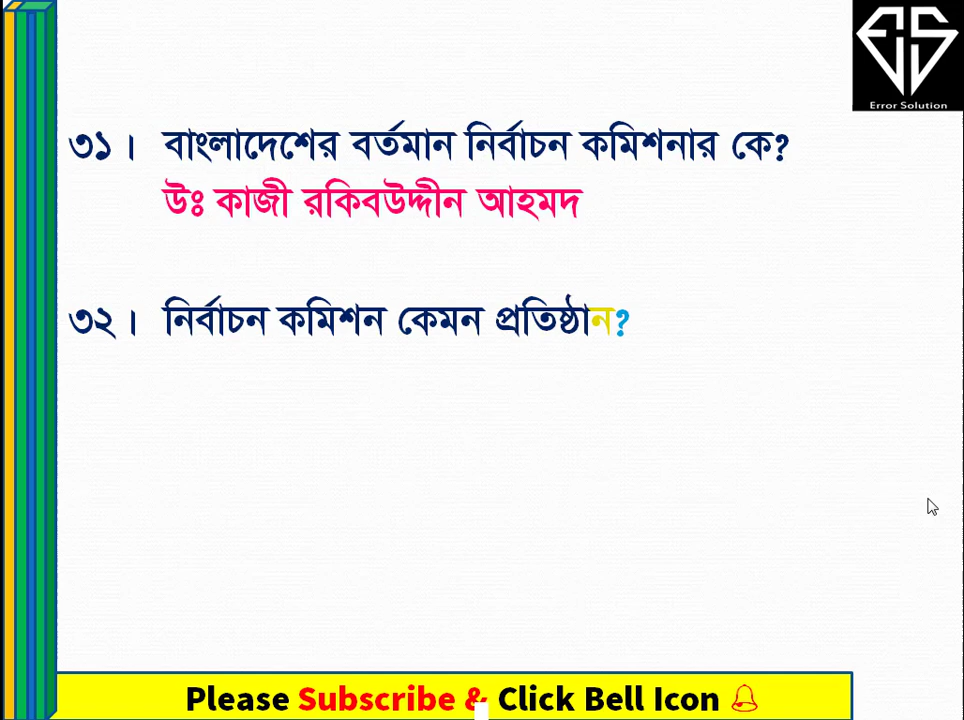 Error Solution
৩১। বাংলাদেশের বর্তমান নির্বাচন কমিশনার কে?
উঃ কাজী রকিবউদ্দীন আহমদ
৩২। নির্বাচন কমিশন কেমন প্রতিষ্ঠান?
Please Subscribe & Click Bell Icon